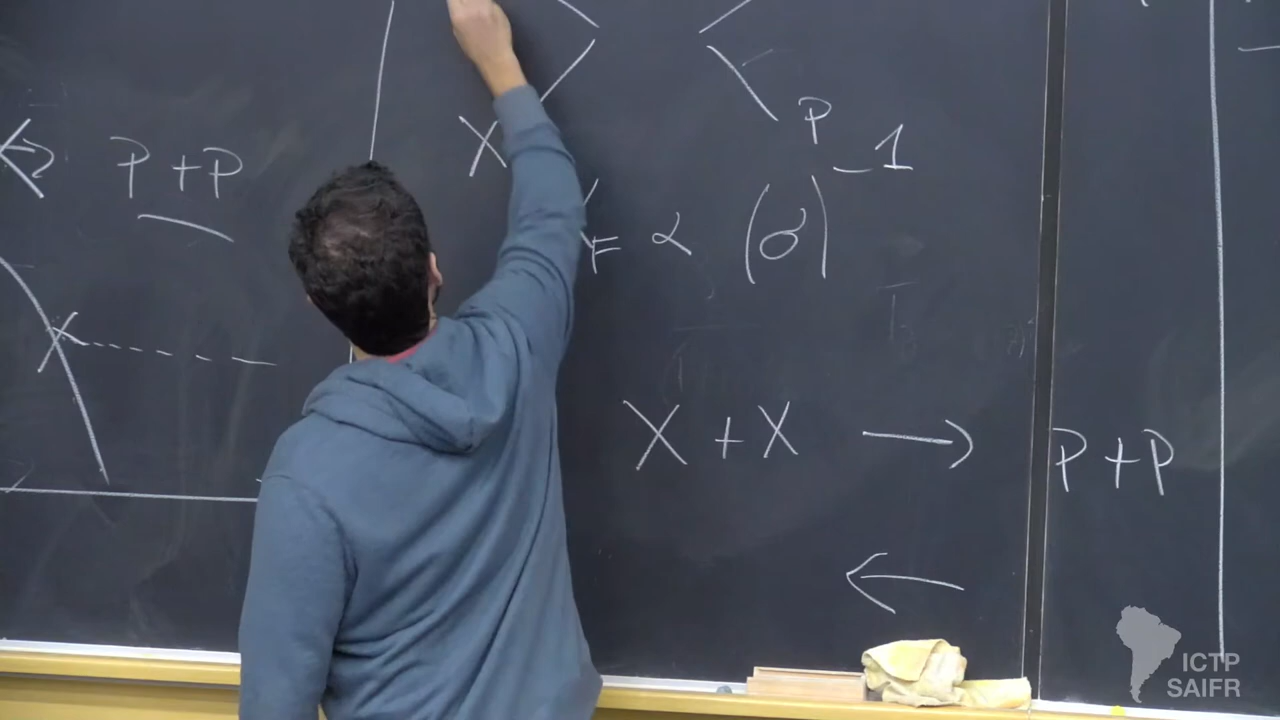 P + P
X
P
F ∝ (σ)⁻¹
X + X → P + P
←
ICTP
SAIFR